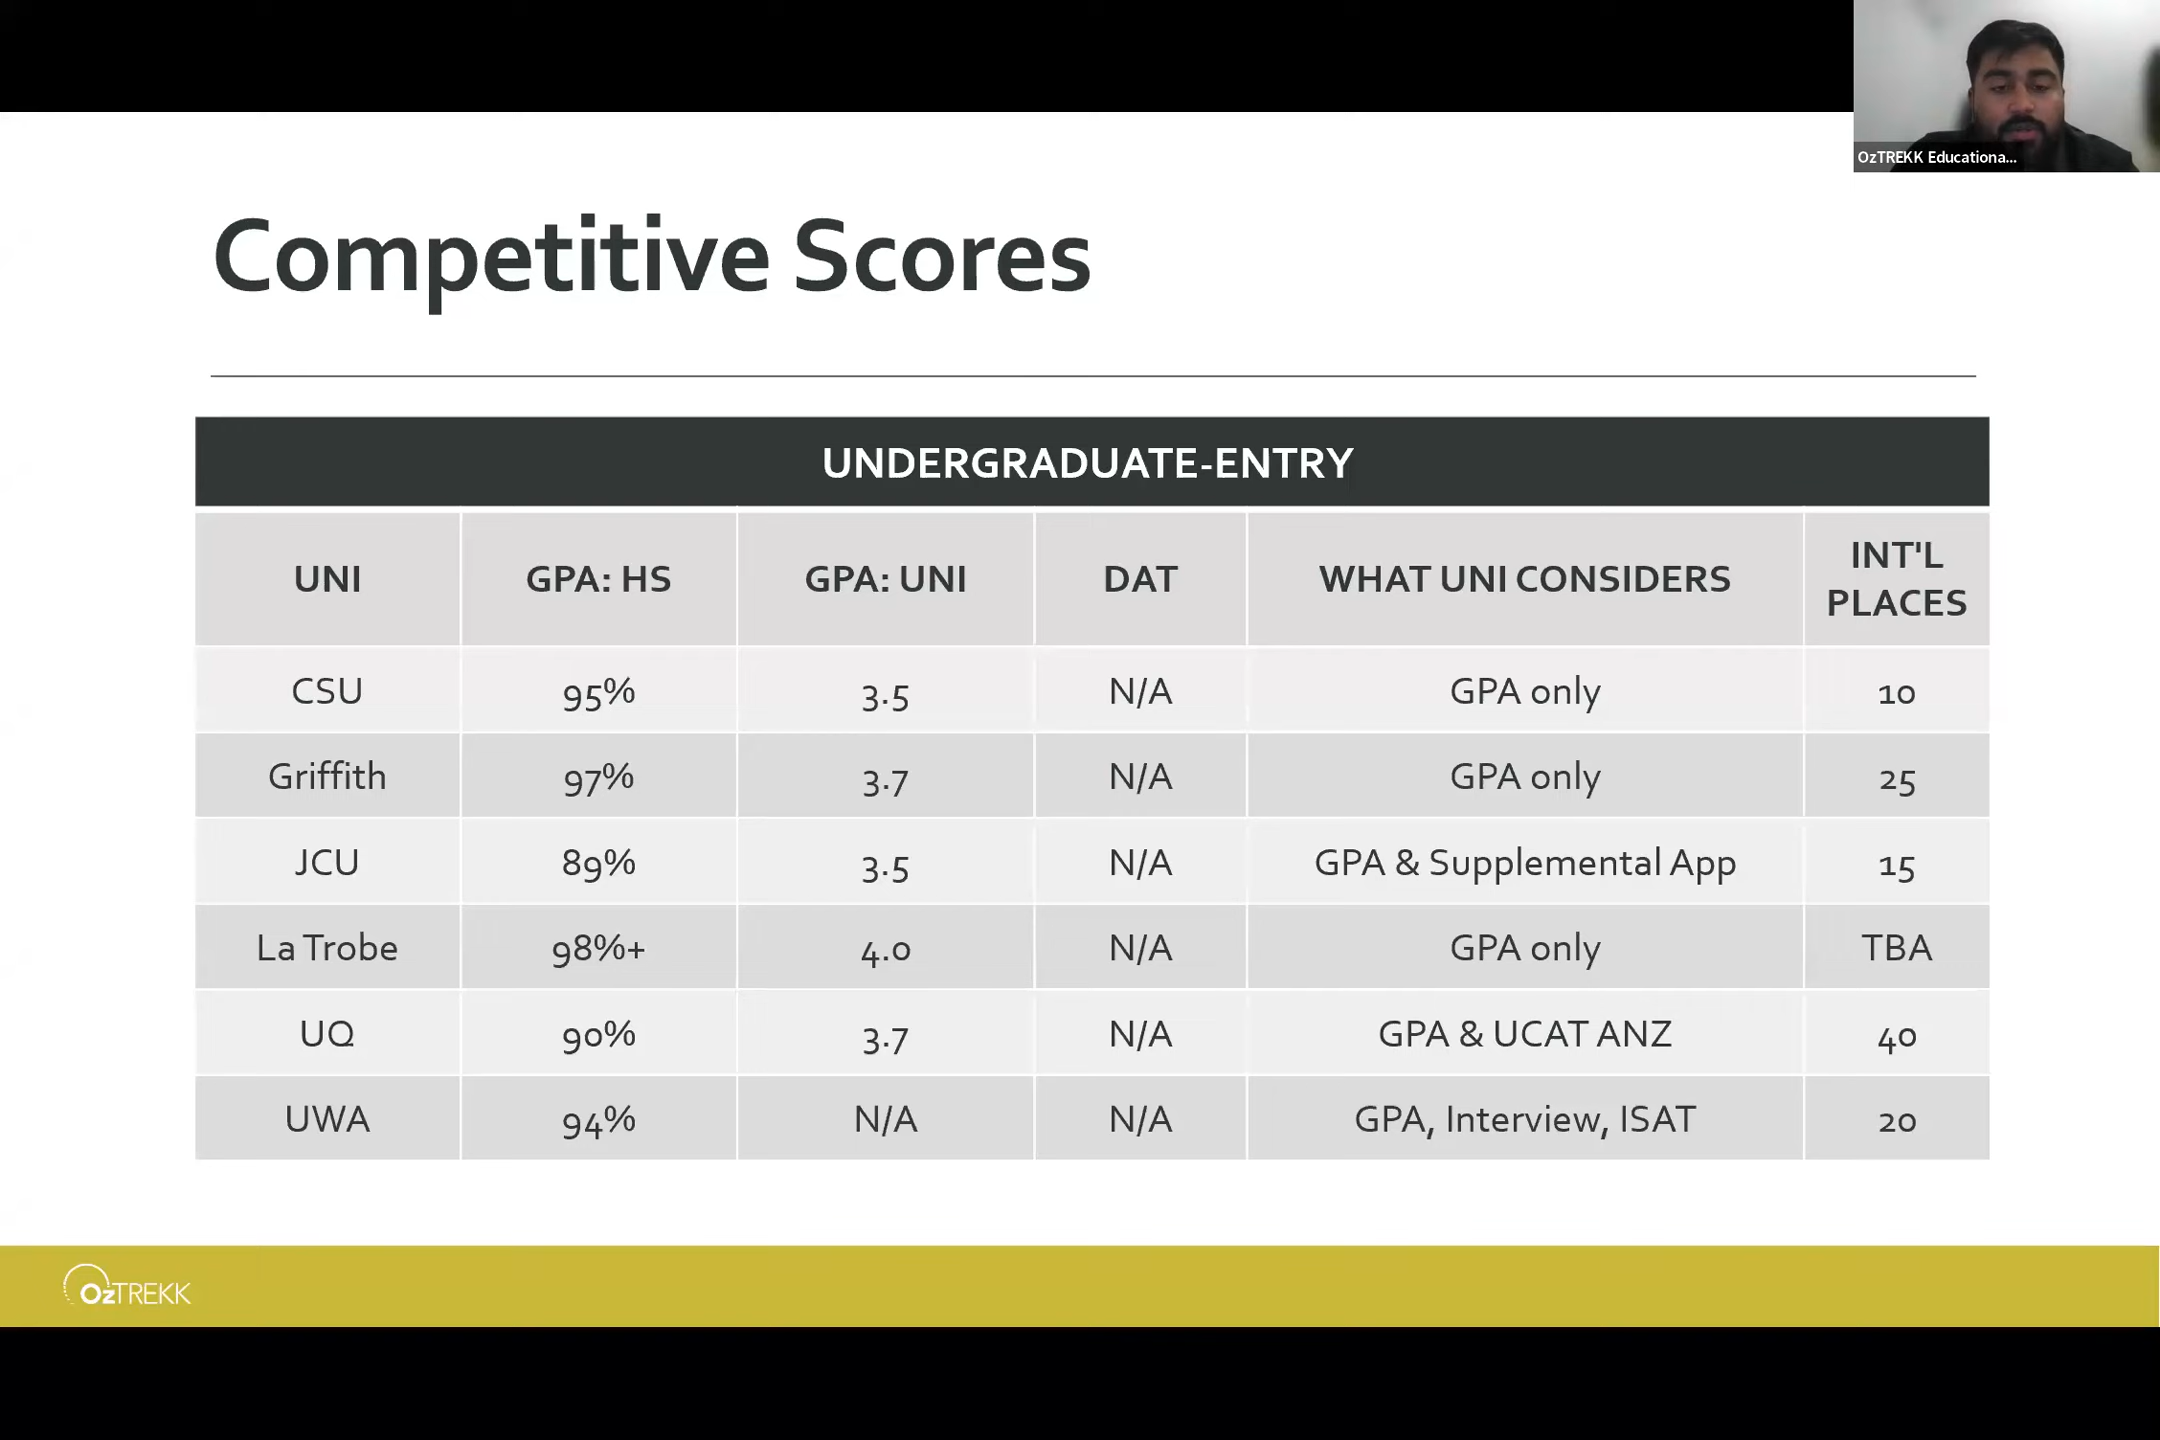 OzTREKK Educationa...
Competitive Scores
UNDERGRADUATE-ENTRY
UNI GPA: HS GPA: UNI DAT WHAT UNI CONSIDERS INT'L PLACES
CSU 95% 3.5 N/A GPA only 10
Griffith 97% 3.7 N/A GPA only 25
JCU 89% 3.5 N/A GPA & Supplemental App 15
La Trobe 98%+ 4.0 N/A GPA only TBA
UQ 90% 3.7 N/A GPA & UCAT ANZ 40
UWA 94% N/A N/A GPA, Interview, ISAT 20
OzTREKK